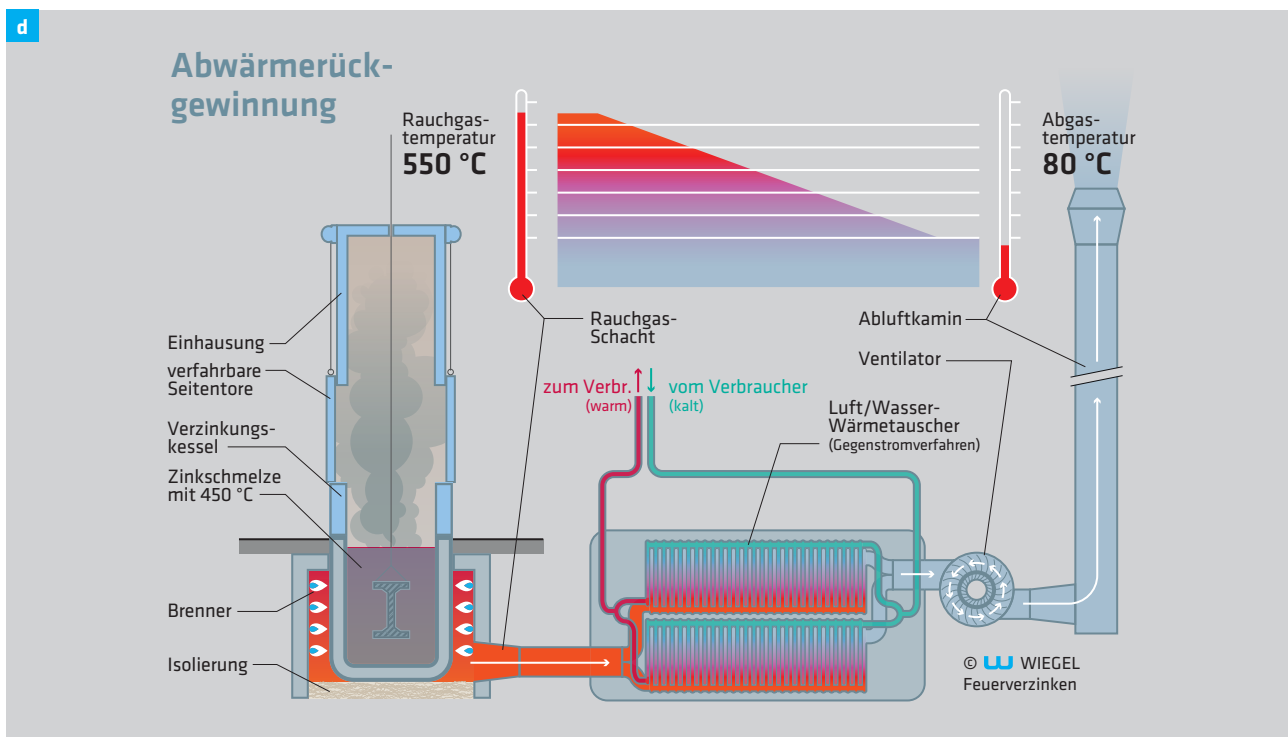 d
Abwärmerück-
gewinnung
Rauchgas-
temperatur
550 °C
Abgas-
temperatur
80 °C
Rauchgas-
Schacht
Abluftkamin
Ventilator
Einhausung
verfahrbare
Seitentore
Verzinkungs-
kessel
Zinkschmelze
mit 450 °C
Brenner
Isolierung
zum Verbr.
(warm)
vom Verbraucher
(kalt)
Luft/Wasser-
Wärmetauscher
(Gegenstromverfahren)
© W WIEGEL
Feuerverzinken